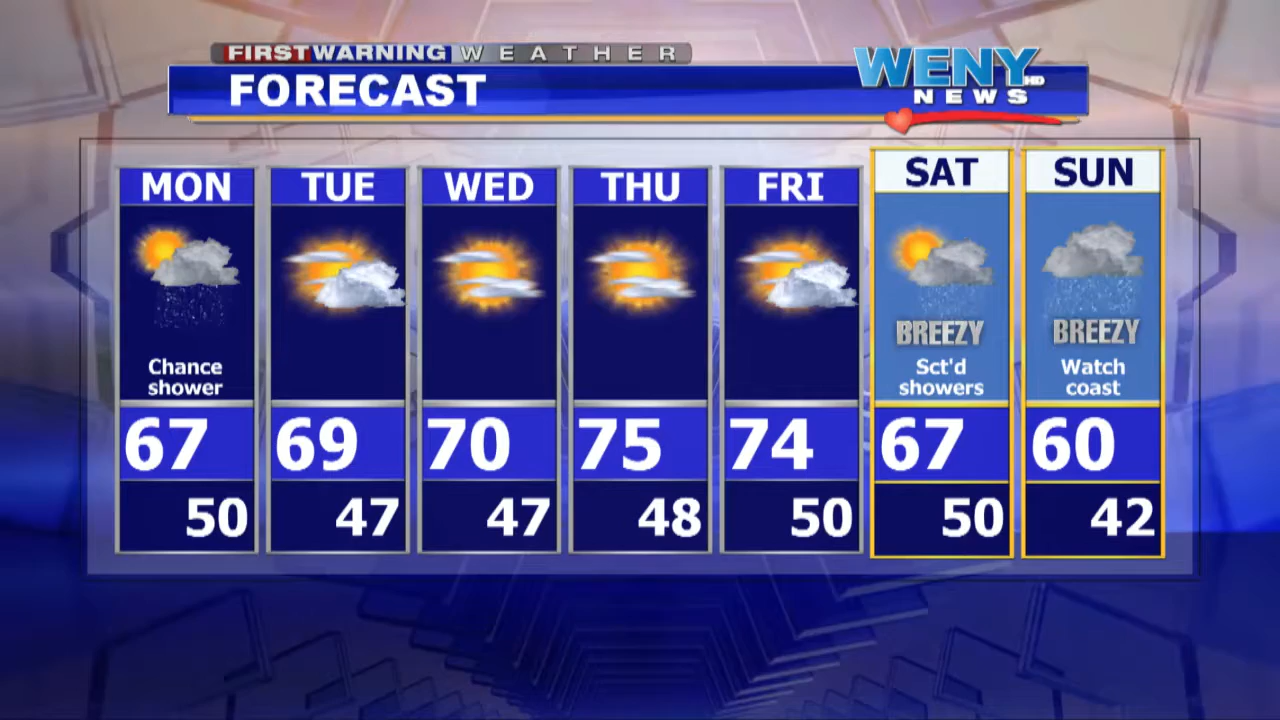 FIRST WARNING WEATHER
FORECAST
WENY HD
NEWS
MON TUE WED THU FRI SAT SUN
BREEZY BREEZY
Chance
shower
Sct'd
showers
Watch
coast
67 69 70 75 74 67 60
50 47 47 48 50 50 42